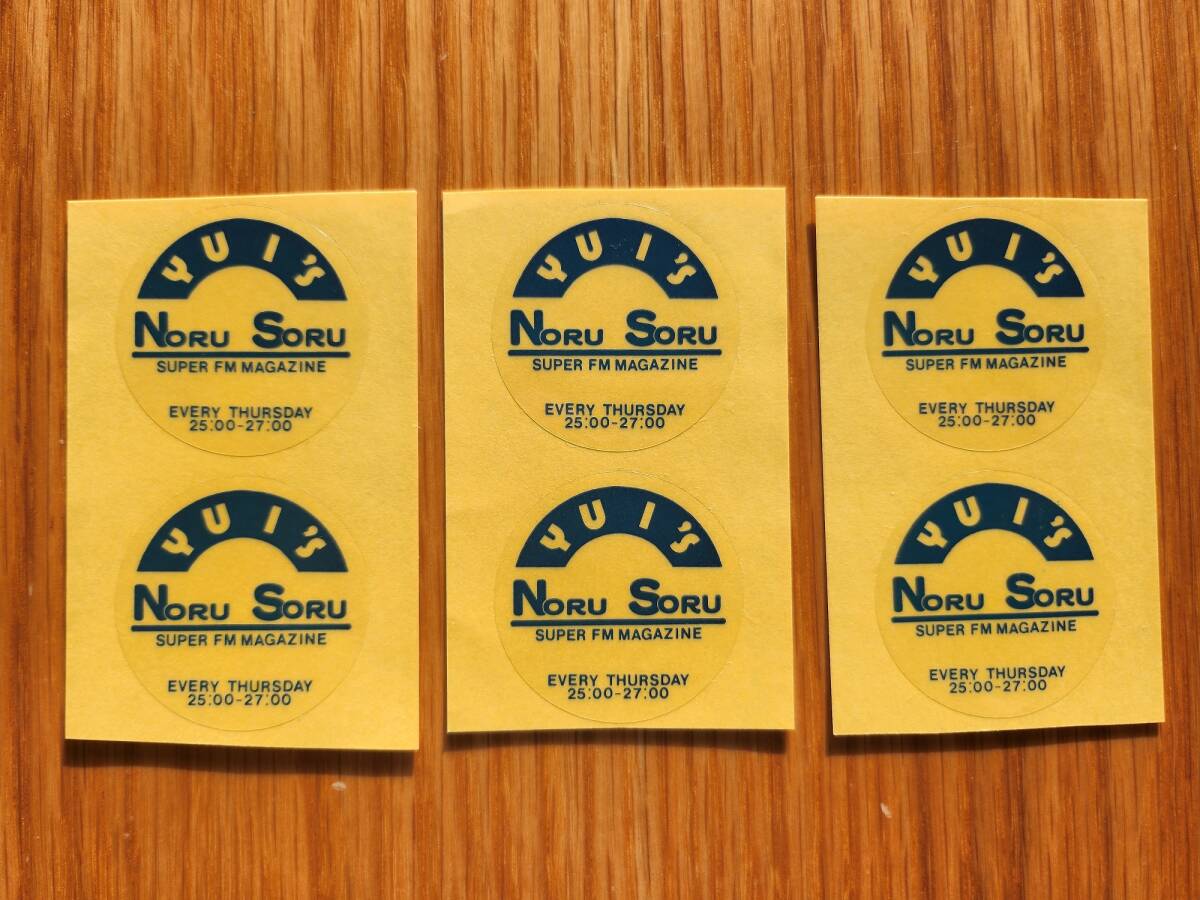 YUI'S
NORU SORU
SUPER FM MAGAZINE
EVERY THURSDAY
25:00-27:00
YUI'S
NORU SORU
SUPER FM MAGAZINE
EVERY THURSDAY
25:00-27:00
YUI'S
NORU SORU
SUPER FM MAGAZINE
EVERY THURSDAY
25:00-27:00
YUI'S
NORU SORU
SUPER FM MAGAZINE
EVERY THURSDAY
25:00-27:00
YUI'S
NORU SORU
SUPER FM MAGAZINE
EVERY THURSDAY
25:00-27:00
YUI'S
NORU SORU
SUPER FM MAGAZINE
EVERY THURSDAY
25:00-27:00